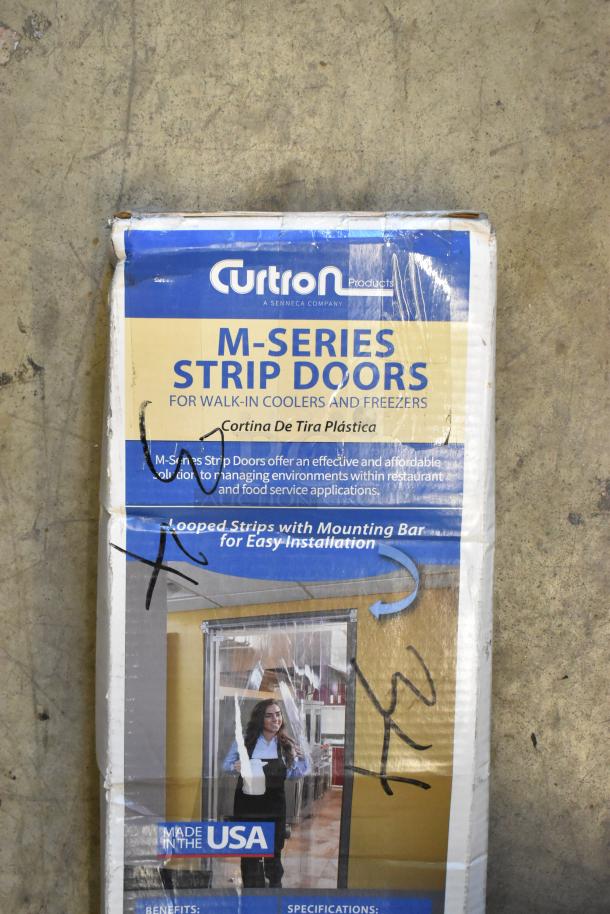 CurtroN Products
A SENNECA COMPANY
M-SERIES
STRIP DOORS
FOR WALK-IN COOLERS AND FREEZERS
Cortina De Tira Plástica
M-Series Strip Doors offer an effective and affordable
solution to managing environments within restaurant
and food service applications.
Looped Strips with Mounting Bar
for Easy Installation
MADE
IN THE USA
BENEFITS:
SPECIFICATIONS: